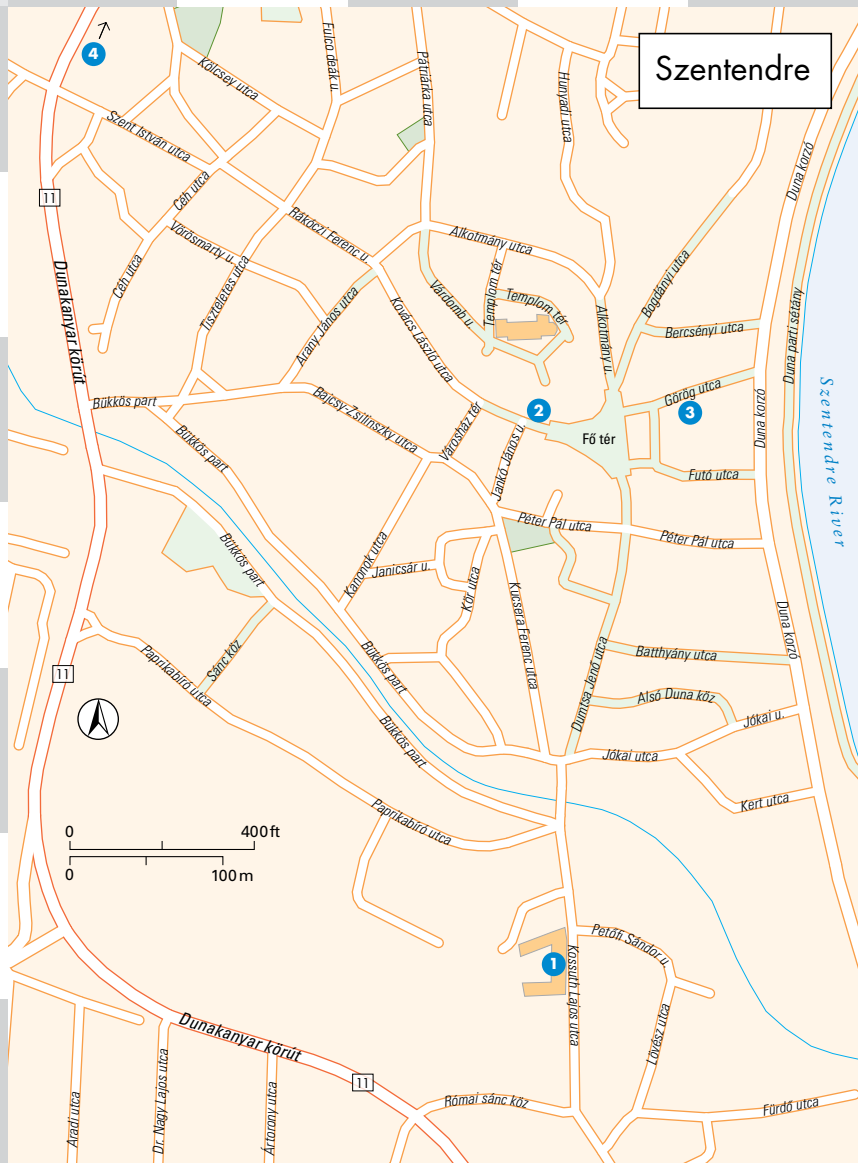 Szentendre
4
Kölcsey utca
Fulco deák u.
Patriárka utca
Hunyadi utca
Duna korzó
Szent István utca
Céh utca
11
Vörösmarty u.
Rákóczi Ferenc u.
Alkotmány utca
Céh utca
Tiszteletes utca
Dunakanyar körút
Arany János utca
Várdomb u.
Templom tér
Templom tér
Bogdányi utca
Alkotmány u.
Bercsényi utca
Duna parti sétány
Kovács László utca
Szentendre River
Görög utca
3
2
Duna korzó
Bükkös part
Bajcsy-Zsilinszky utca
Városház tér
Jankó János u.
Fő tér
Bükkös part
Futó utca
Péter Pál utca
Péter Pál utca
Bükkös part
Kanonok utca
Janicsár u.
Kör utca
Kucsera Ferenc utca
Duna korzó
Batthyány utca
Paprikabíró utca
Sánc köz
11
Bükkös part
Dumtsa Jenő utca
Alsó Duna köz
Jókai u.
Bükkös part
Jókai utca
Kert utca
0 400 ft
0 100 m
Paprikabíró utca
Petőfi Sándor u.
1
Kossuth Lajos utca
Lövész utca
Dunakanyar körút
11
Aradi utca
Dr. Nagy Lajos utca
Ártorony utca
Római sánc köz
Fürdő utca